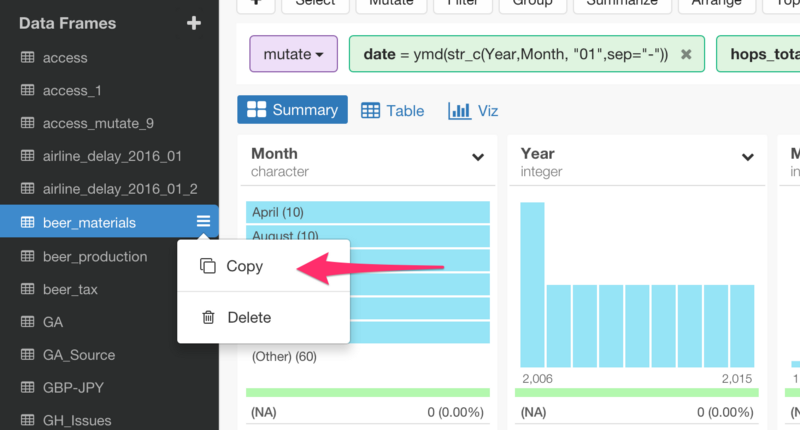 Data Frames +
access
access_1
access_mutate_9
airline_delay_2016_01
airline_delay_2016_01_2
beer_materials
beer_production
beer_tax
GA
GA_Source
GBP-JPY
GH_Issues
Copy
Delete
Select Mutate Filter Group Summarize Arrange
mutate
date = ymd(str_c(Year,Month, "01",sep="-"))
hops_tota
Summary
Table
Viz
Month
character
April (10)
August (10)
(Other) (60)
(NA) 0 (0.00%)
Year
integer
2,006 2,015
(NA) 0 (0.00%)